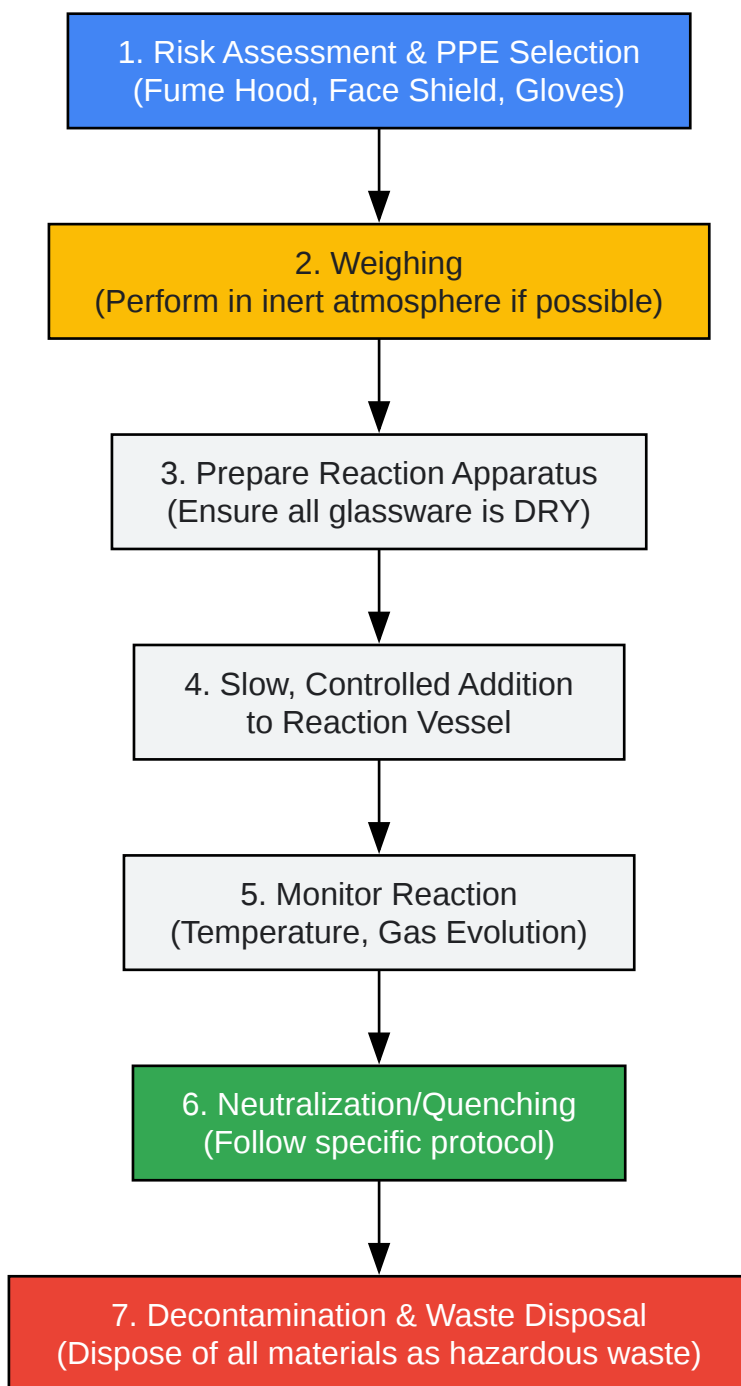 1. Risk Assessment & PPE Selection
(Fume Hood, Face Shield, Gloves)
2. Weighing
(Perform in inert atmosphere if possible)
3. Prepare Reaction Apparatus
(Ensure all glassware is DRY)
4. Slow, Controlled Addition
to Reaction Vessel
5. Monitor Reaction
(Temperature, Gas Evolution)
6. Neutralization/Quenching
(Follow specific protocol)
7. Decontamination & Waste Disposal
(Dispose of all materials as hazardous waste)